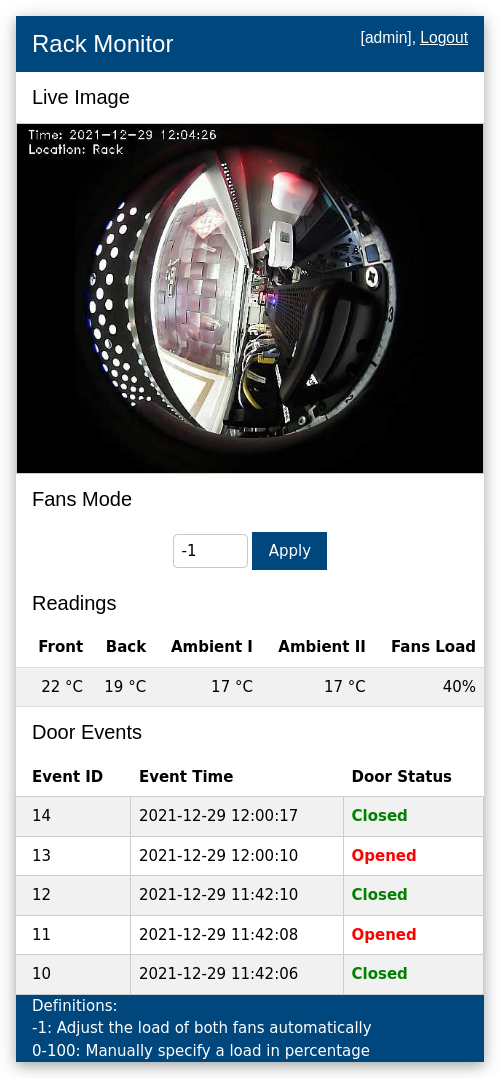 Rack Monitor [admin], Logout
Live Image
Time: 2021-12-29 12:04:26
Location: Rack
Fans Mode
-1 Apply
Readings
Front Back Ambient I Ambient II Fans Load
22 °C 19 °C 17 °C 17 °C 40%
Door Events
Event ID Event Time Door Status
14 2021-12-29 12:00:17 Closed
13 2021-12-29 12:00:10 Opened
12 2021-12-29 11:42:10 Closed
11 2021-12-29 11:42:08 Opened
10 2021-12-29 11:42:06 Closed
Definitions:
-1: Adjust the load of both fans automatically
0-100: Manually specify a load in percentage